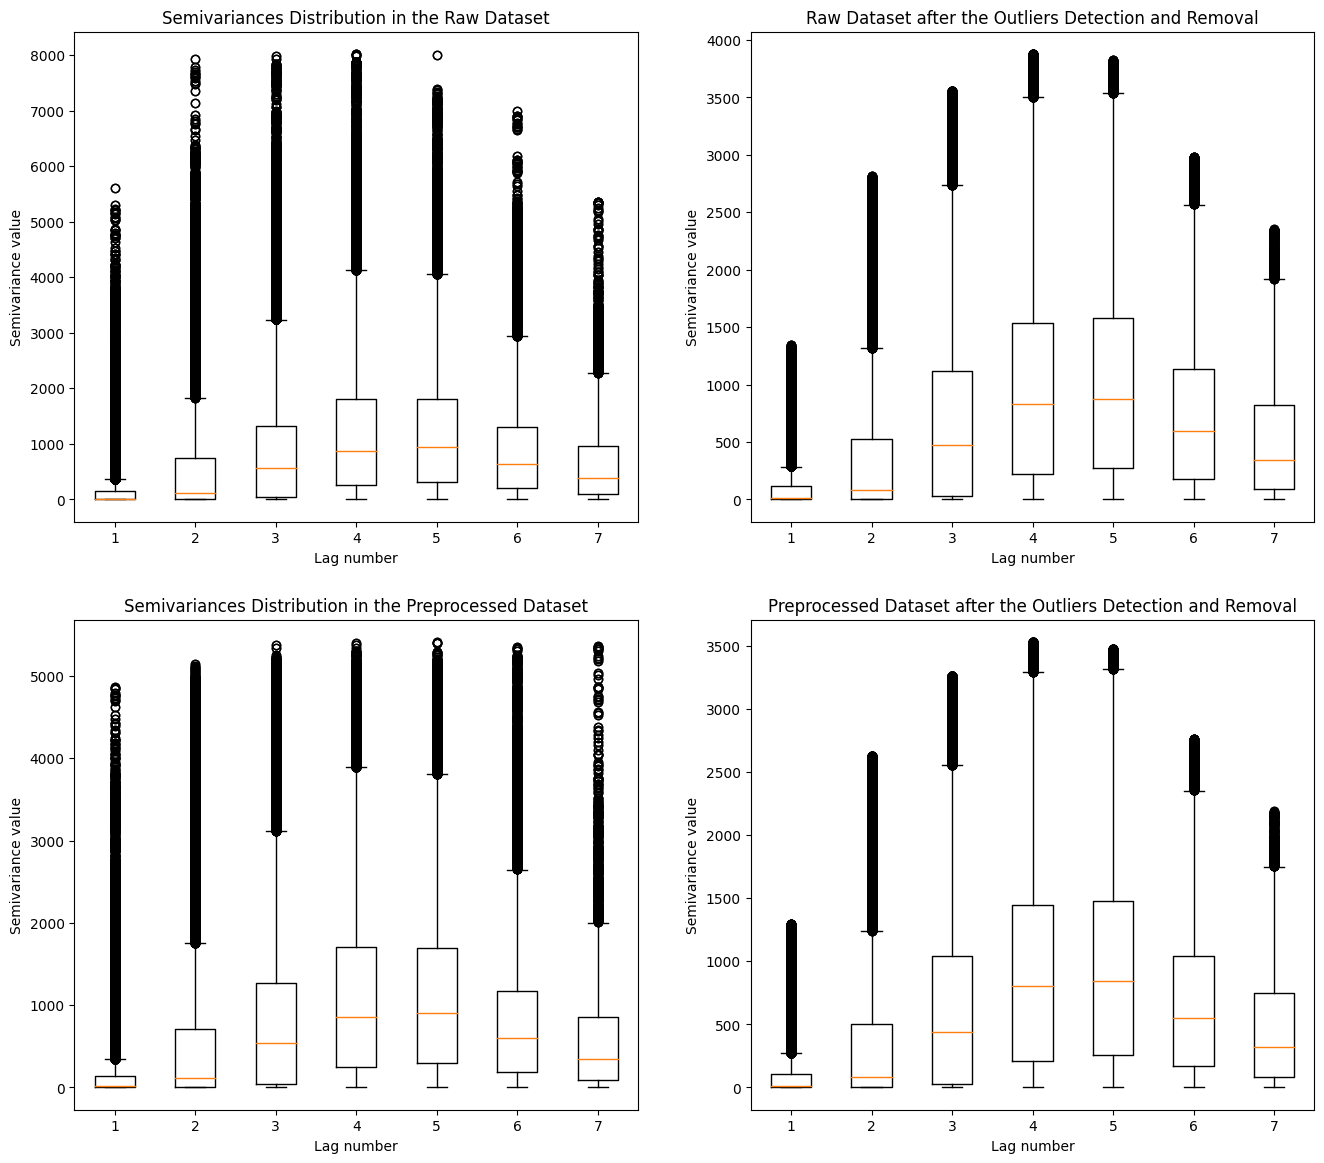 Semivariances Distribution in the Raw Dataset
8000
7000
6000
5000
4000
3000
2000
1000
0
Semivariance value
1 2 3 4 5 6 7
Lag number
Raw Dataset after the Outliers Detection and Removal
4000
3500
3000
2500
2000
1500
1000
500
0
Semivariance value
1 2 3 4 5 6 7
Lag number
Semivariances Distribution in the Preprocessed Dataset
5000
4000
3000
2000
1000
0
Semivariance value
1 2 3 4 5 6 7
Lag number
Preprocessed Dataset after the Outliers Detection and Removal
3500
3000
2500
2000
1500
1000
500
0
Semivariance value
1 2 3 4 5 6 7
Lag number